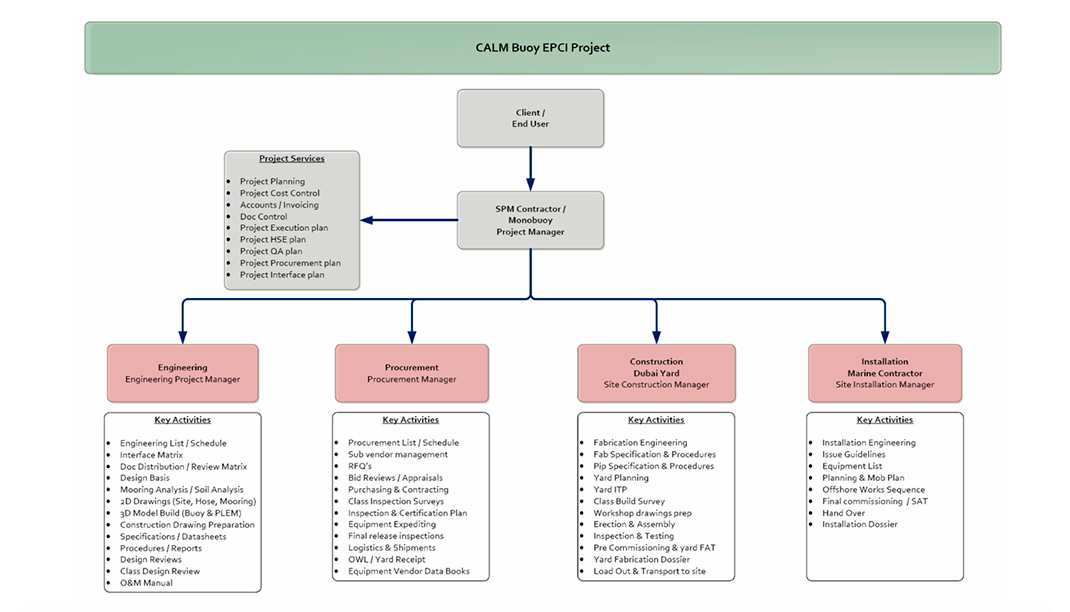 CALM Buoy EPCI Project
Client /
End User
Project Services
Project Planning
Project Cost Control
Accounts / Invoicing
Doc Control
Project Execution plan
Project HSE plan
Project QA plan
Project Procurement plan
Project Interface plan
SPM Contractor /
Monobuoy
Project Manager
Engineering
Engineering Project Manager
Procurement
Procurement Manager
Construction
Dubai Yard
Site Construction Manager
Installation
Marine Contractor
Site Installation Manager
Key Activities
Engineering List / Schedule
Interface Matrix
Doc Distribution / Review Matrix
Design Basis
Mooring Analysis / Soil Analysis
2D Drawings (Site, Hose, Mooring)
3D Model Build (Buoy & PLEM)
Construction Drawing Preparation
Specifications / Datasheets
Procedures / Reports
Design Reviews
Class Design Review
O&M Manual
Key Activities
Procurement List / Schedule
Sub vendor management
RFQ's
Bid Reviews / Appraisals
Purchasing & Contracting
Class Inspection Surveys
Inspection & Certification Plan
Equipment Expediting
Final release inspections
Logistics & Shipments
OWL / Yard Receipt
Equipment Vendor Data Books
Key Activities
Fabrication Engineering
Fab Specification & Procedures
Pip Specification & Procedures
Yard Planning
Yard ITP
Class Build Survey
Workshop drawings prep
Erection & Assembly
Inspection & Testing
Pre Commissioning & yard FAT
Yard Fabrication Dossier
Load Out & Transport to site
Key Activities
Installation Engineering
Issue Guidelines
Equipment List
Planning & Mob Plan
Offshore Works Sequence
Final commissioning / SAT
Hand Over
Installation Dossier